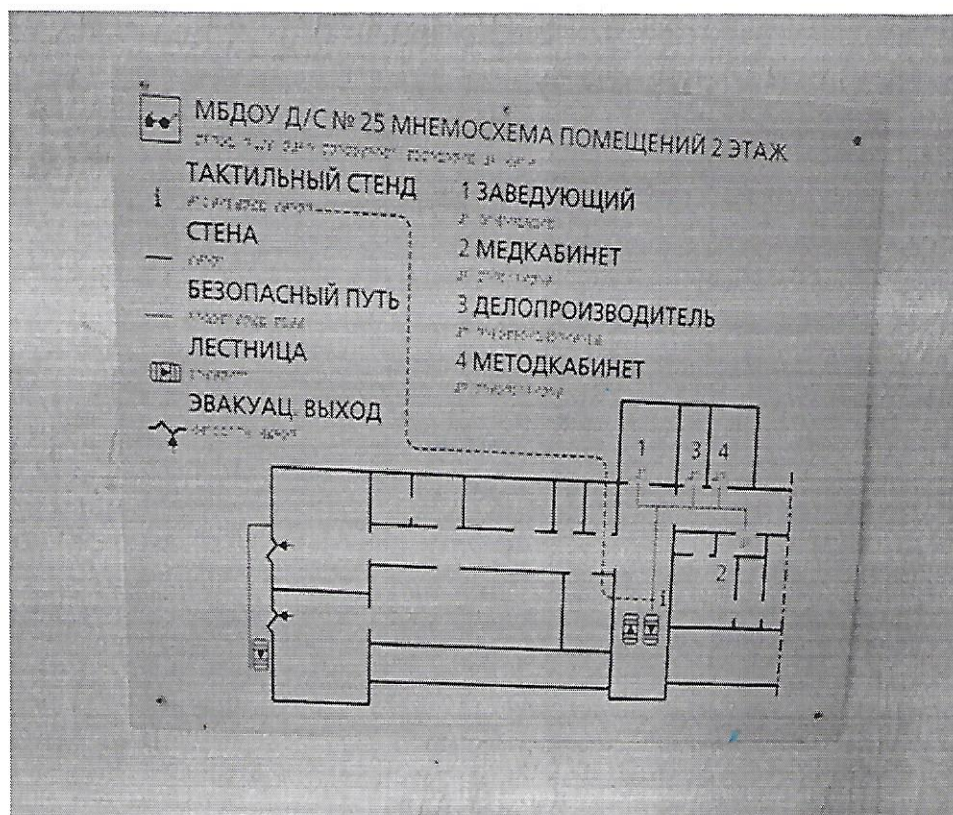 МБДОУ Д/С № 25 МНЕМОСХЕМА ПОМЕЩЕНИЙ 2 ЭТАЖ
i ТАКТИЛЬНЫЙ СТЕНД
СТЕНА
БЕЗОПАСНЫЙ ПУТЬ
ЛЕСТНИЦА
ЭВАКУАЦ. ВЫХОД
1 ЗАВЕДУЮЩИЙ
2 МЕДКАБИНЕТ
3 ДЕЛОПРОИЗВОДИТЕЛЬ
4 МЕТОДКАБИНЕТ
1 3 4
2
i